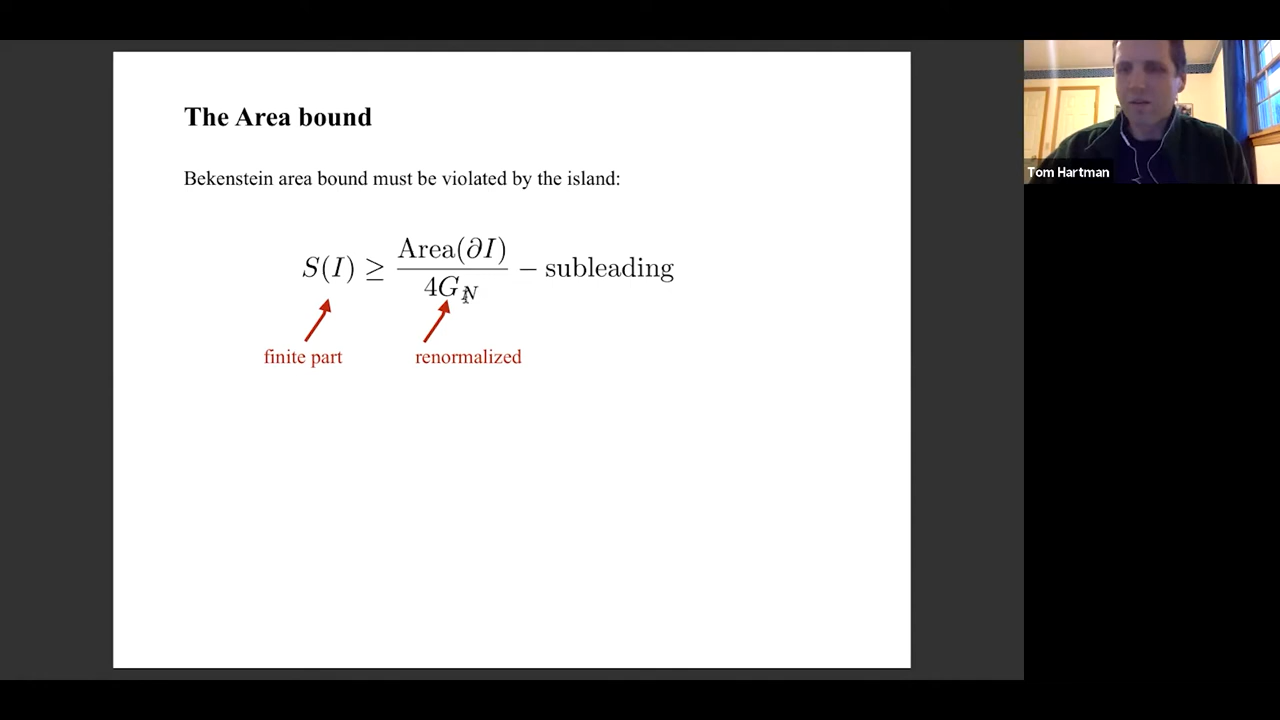 The Area bound
Bekenstein area bound must be violated by the island:
S(I) ≥ Area(∂I) / 4G_N − subleading
finite part
renormalized
Tom Hartman